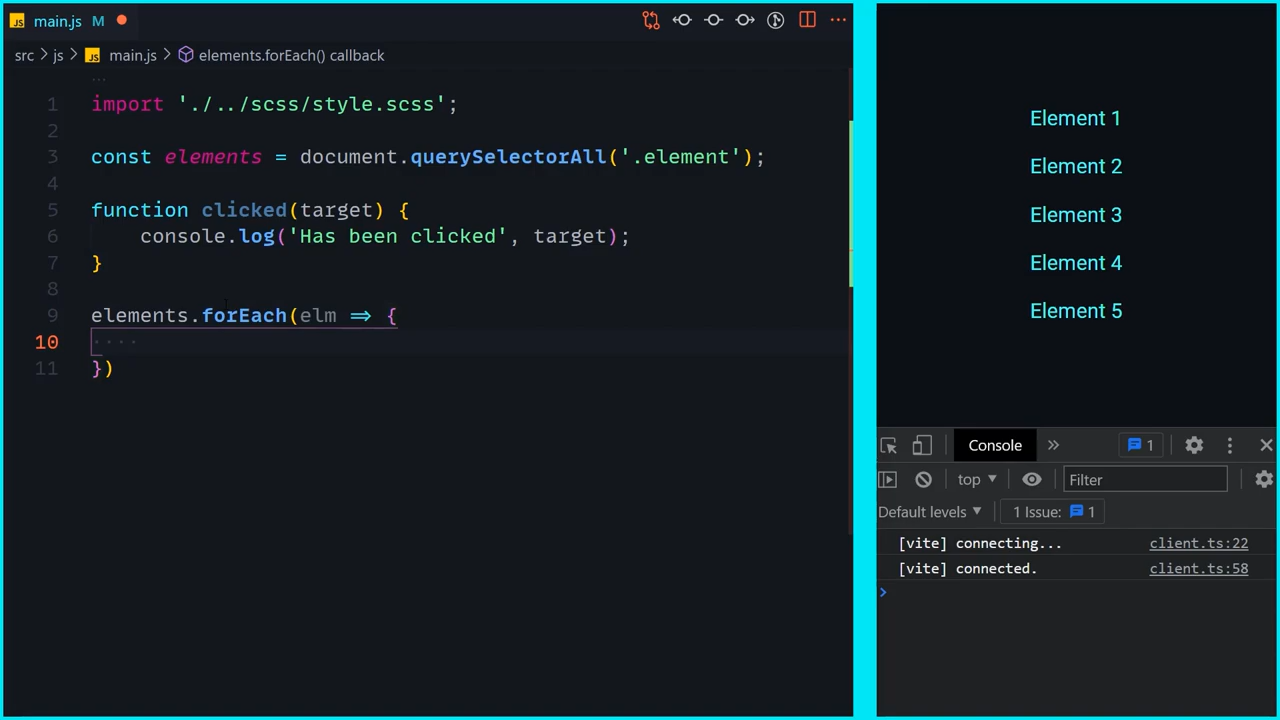 JS main.js M
src > js > JS main.js > elements.forEach() callback
...
1 import './../scss/style.scss';
2
3 const elements = document.querySelectorAll('.element');
4
5 function clicked(target) {
6 console.log('Has been clicked', target);
7 }
8
9 elements.forEach(elm => {
10 ····
11 })
Element 1
Element 2
Element 3
Element 4
Element 5
Console » 1
top ▼ Filter
Default levels ▼ 1 Issue: 1
[vite] connecting... client.ts:22
[vite] connected. client.ts:58
>